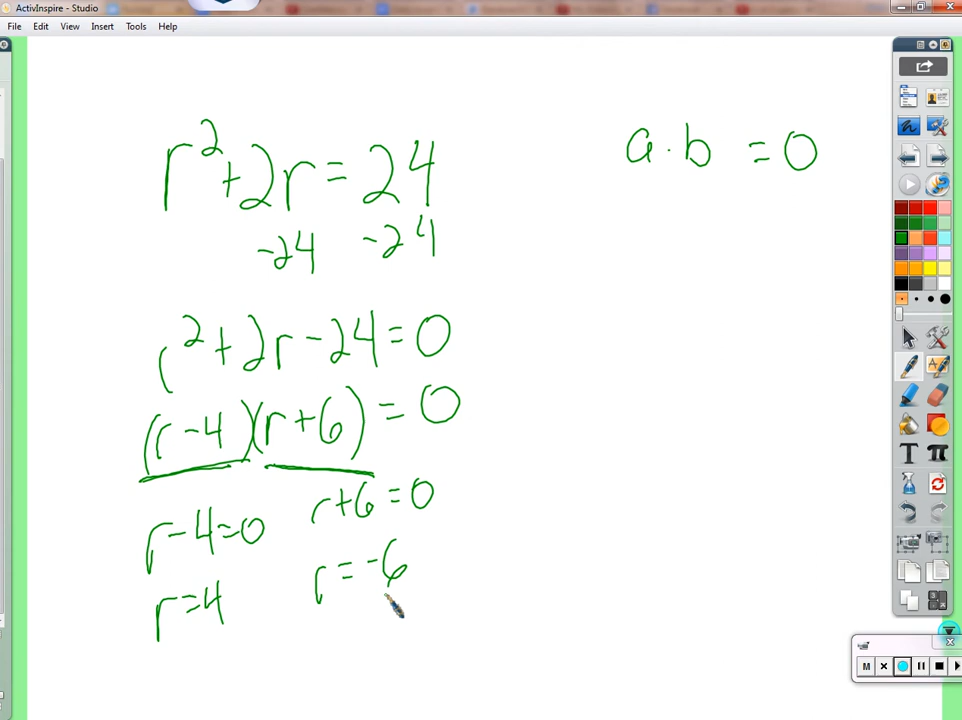 ActivInspire - Studio
File Edit View Insert Tools Help
r²+2r=24
-24 -24
r²+2r-24=0
(r-4)(r+6)=0
r-4=0
r+6=0
r=4
r=-6
a·b =0
T π
M